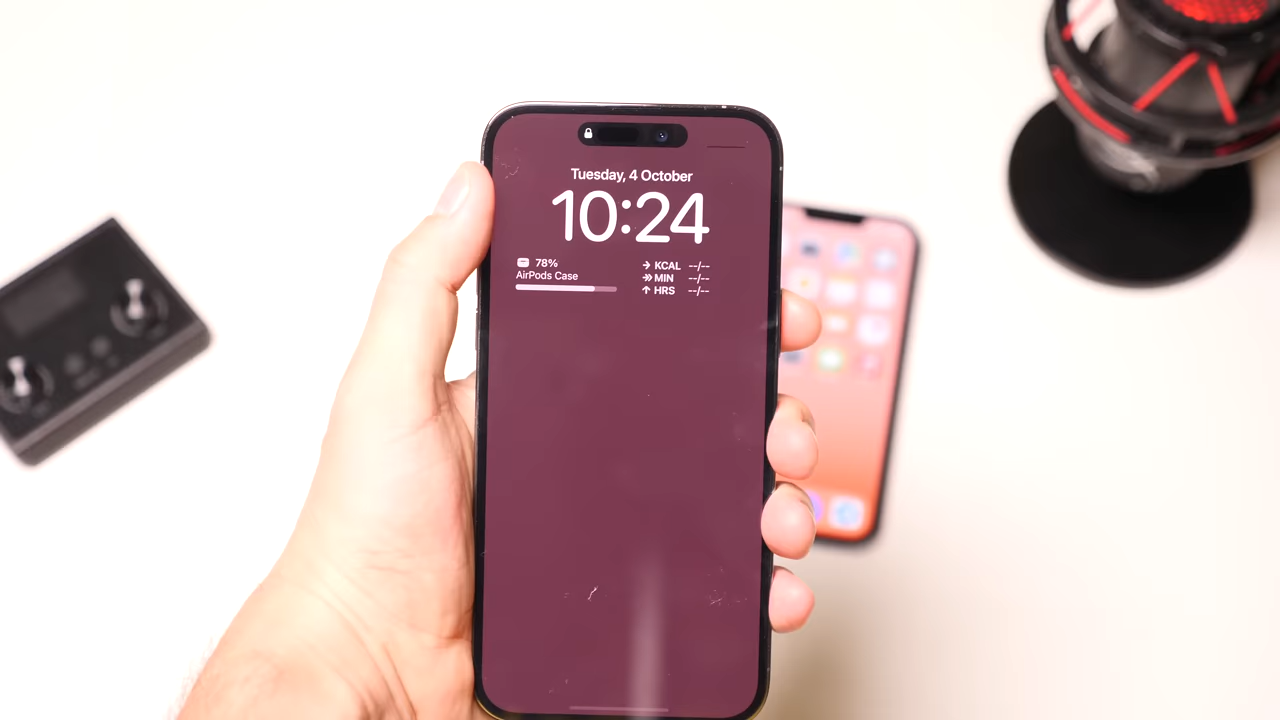 Tuesday, 4 October
10:24
78%
AirPods Case
KCAL --/--
MIN --/--
HRS --/--